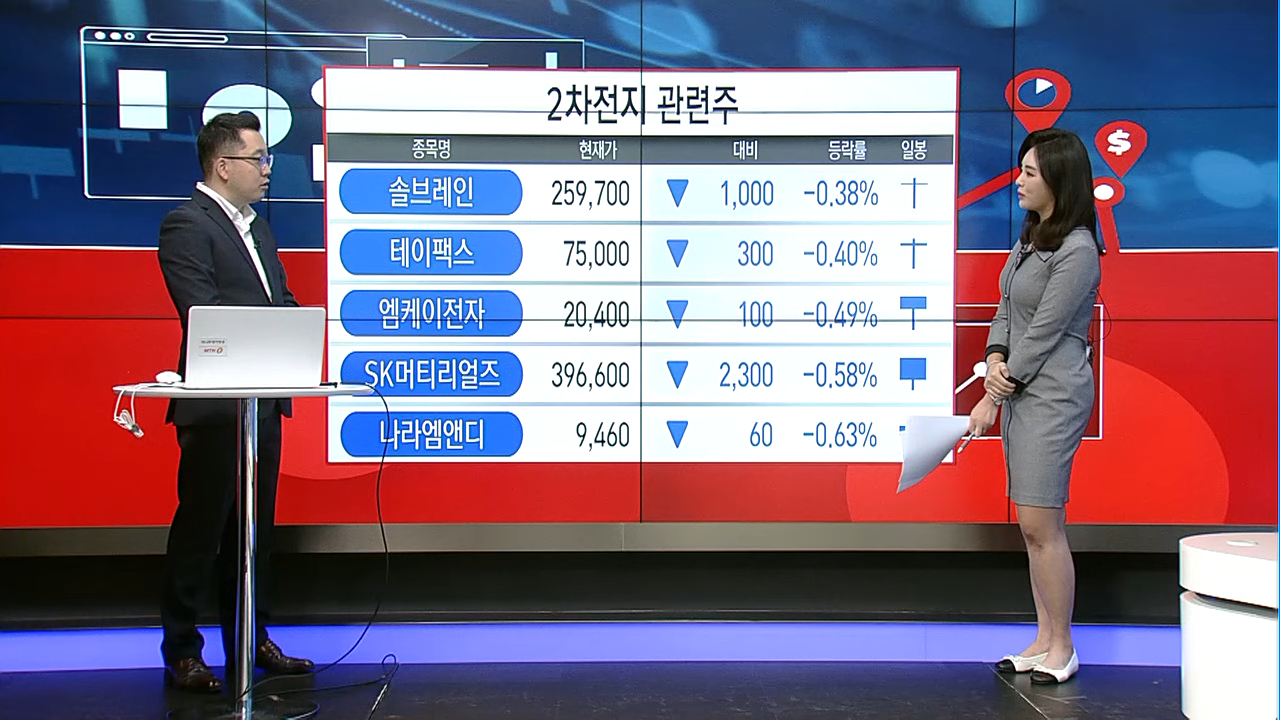 2차전지 관련주
종목명 현재가 대비 등락률 일봉
솔브레인 259,700 ▼ 1,000 -0.38%
테이팩스 75,000 ▼ 300 -0.40%
엠케이전자 20,400 ▼ 100 -0.49%
SK머티리얼즈 396,600 ▼ 2,300 -0.58%
나라엠앤디 9,460 ▼ 60 -0.63%
$
MTN